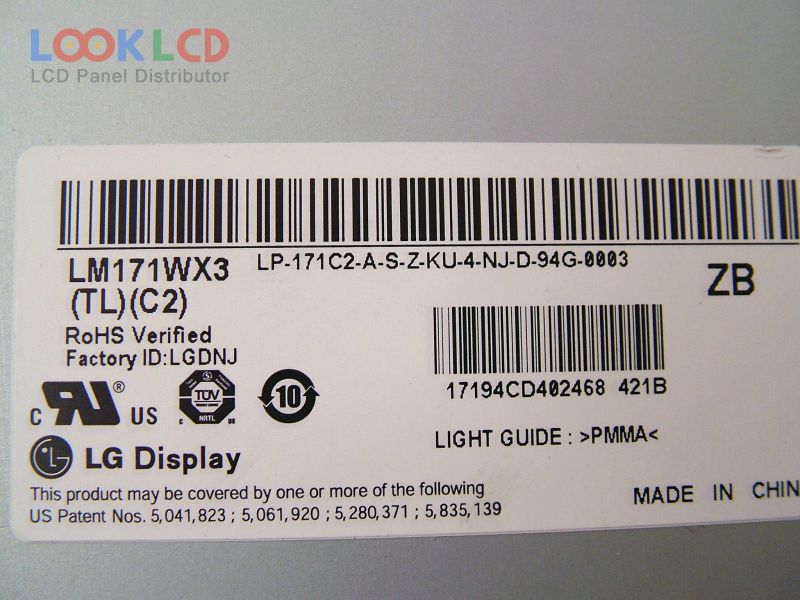 LOOK LCD
LCD Panel Distributor
LM171WX3
(TL)(C2)
LP-171C2-A-S-Z-KU-4-NJ-D-94G-0003
ZB
RoHS Verified
Factory ID:LGDNJ
17194CD402468 421B
C RU ® US
TÜV
NRTL
C US
10
LIGHT GUIDE : >PMMA<
LG Display
This product may be covered by one or more of the following
US Patent Nos. 5,041,823 ; 5,061,920 ; 5,280,371 ; 5,835,139
MADE IN CHIN